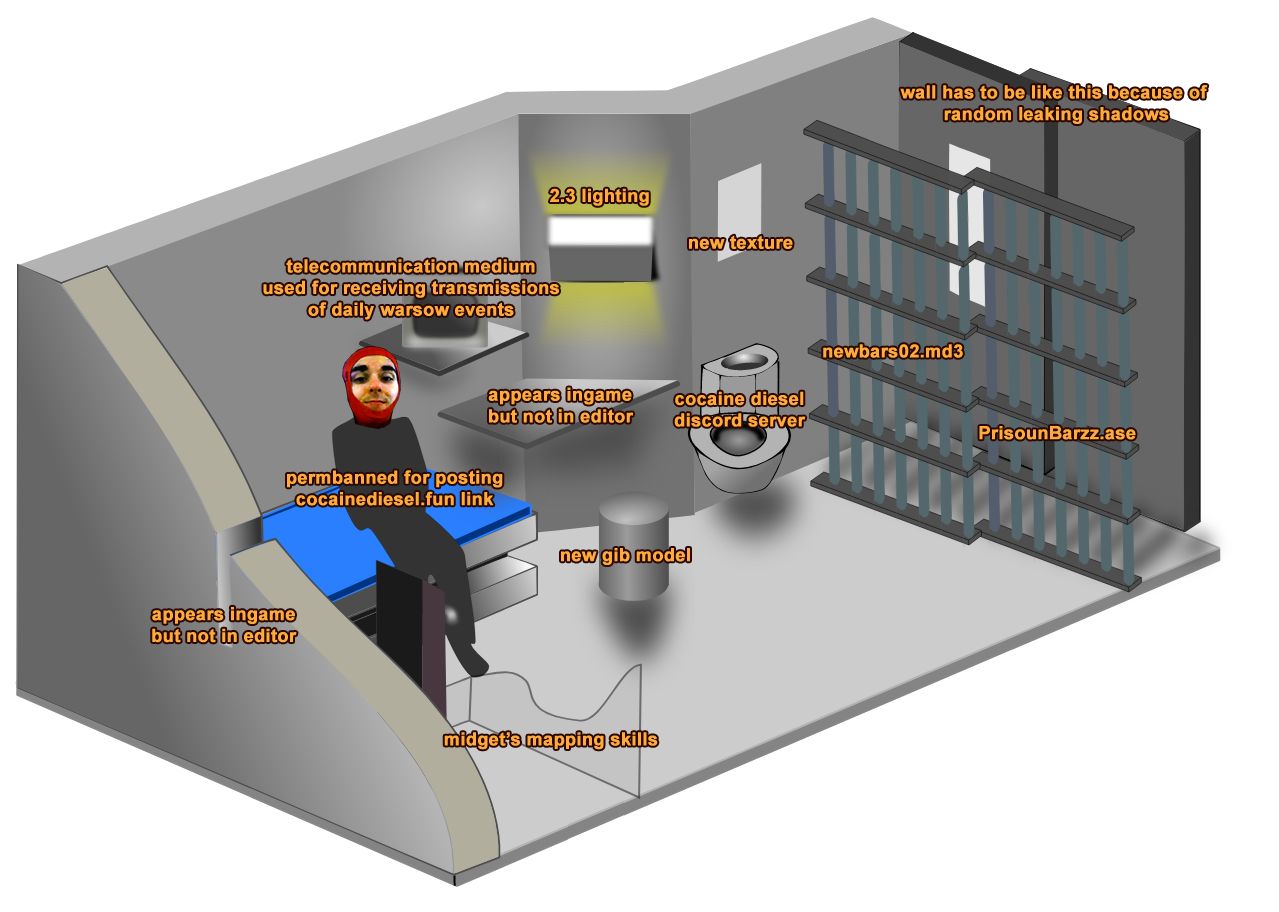 wall has to be like this because of
random leaking shadows
2.3 lighting
new texture
telecommunication medium
used for receiving transmissions
of daily warsow events
newbars02.md3
appears ingame
but not in editor
cocaine diesel
discord server
PrisounBarzz.ase
permbanned for posting
cocainediesel.fun link
new gib model
appears ingame
but not in editor
midget's mapping skills